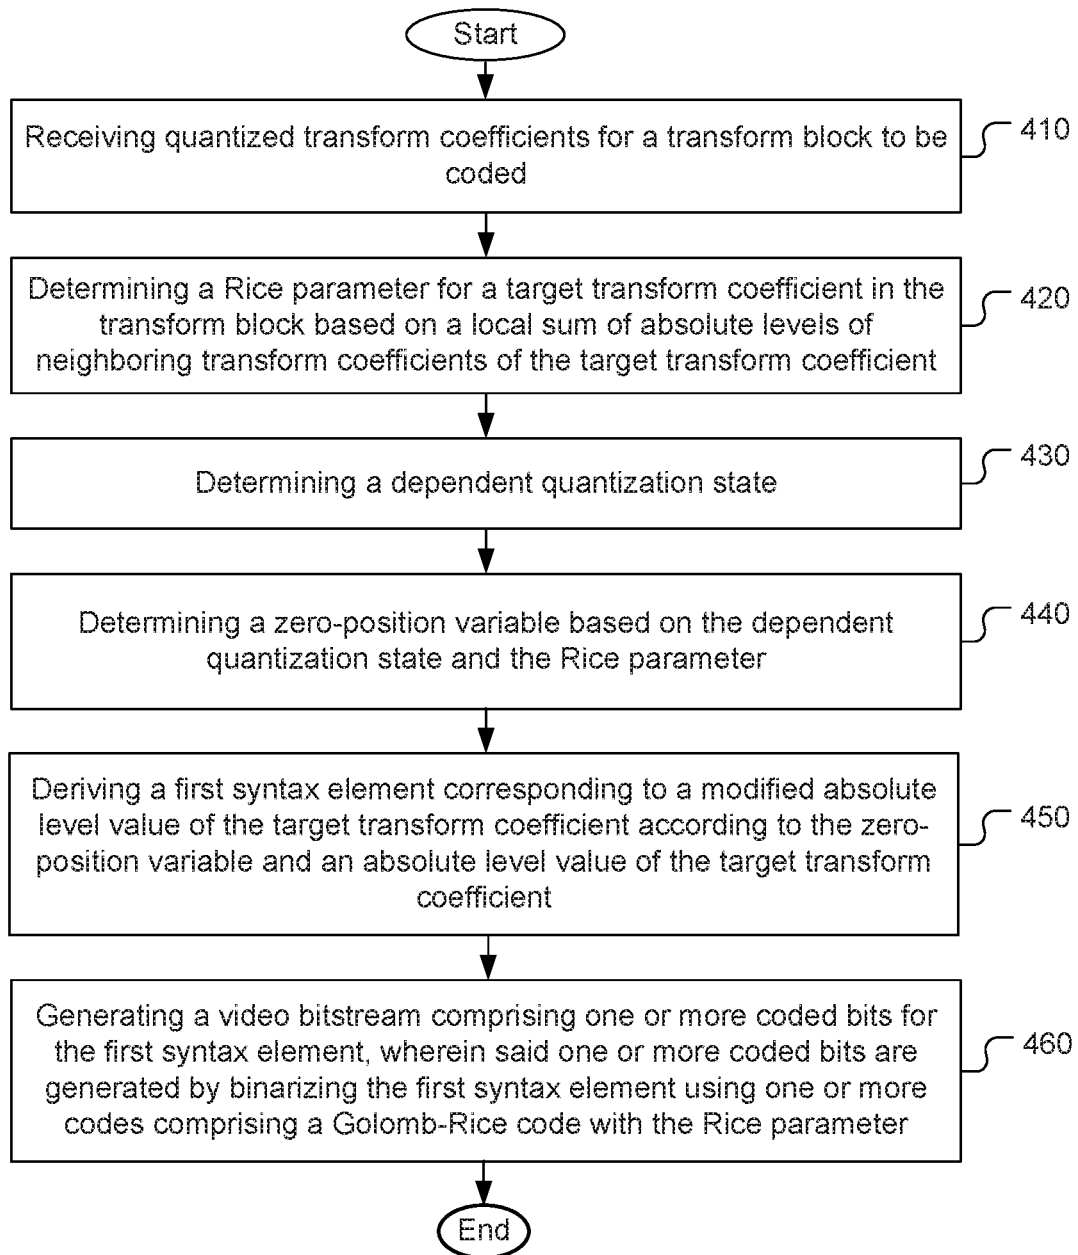 Start
Receiving quantized transform coefficients for a transform block to be
coded
410
Determining a Rice parameter for a target transform coefficient in the
transform block based on a local sum of absolute levels of
neighboring transform coefficients of the target transform coefficient
420
Determining a dependent quantization state
430
Determining a zero-position variable based on the dependent
quantization state and the Rice parameter
440
Deriving a first syntax element corresponding to a modified absolute
level value of the target transform coefficient according to the zero-
position variable and an absolute level value of the target transform
coefficient
450
Generating a video bitstream comprising one or more coded bits for
the first syntax element, wherein said one or more coded bits are
generated by binarizing the first syntax element using one or more
codes comprising a Golomb-Rice code with the Rice parameter
460
End